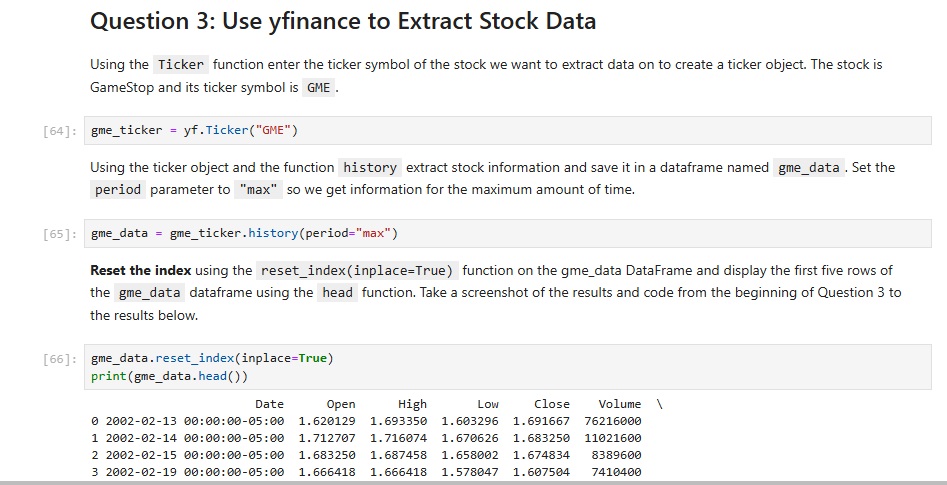 Question 3: Use yfinance to Extract Stock Data
Using the Ticker function enter the ticker symbol of the stock we want to extract data on to create a ticker object. The stock is
GameStop and its ticker symbol is GME .
[64]: gme_ticker = yf.Ticker("GME")
Using the ticker object and the function history extract stock information and save it in a dataframe named gme_data . Set the
period parameter to "max" so we get information for the maximum amount of time.
[65]: gme_data = gme_ticker.history(period="max")
Reset the index using the reset_index(inplace=True) function on the gme_data DataFrame and display the first five rows of
the gme_data dataframe using the head function. Take a screenshot of the results and code from the beginning of Question 3 to
the results below.
[66]: gme_data.reset_index(inplace=True)
print(gme_data.head())
Date Open High Low Close Volume \
0 2002-02-13 00:00:00-05:00 1.620129 1.693350 1.603296 1.691667 76216000
1 2002-02-14 00:00:00-05:00 1.712707 1.716074 1.670626 1.683250 11021600
2 2002-02-15 00:00:00-05:00 1.683250 1.687458 1.658002 1.674834 8389600
3 2002-02-19 00:00:00-05:00 1.666418 1.666418 1.578047 1.607504 7410400